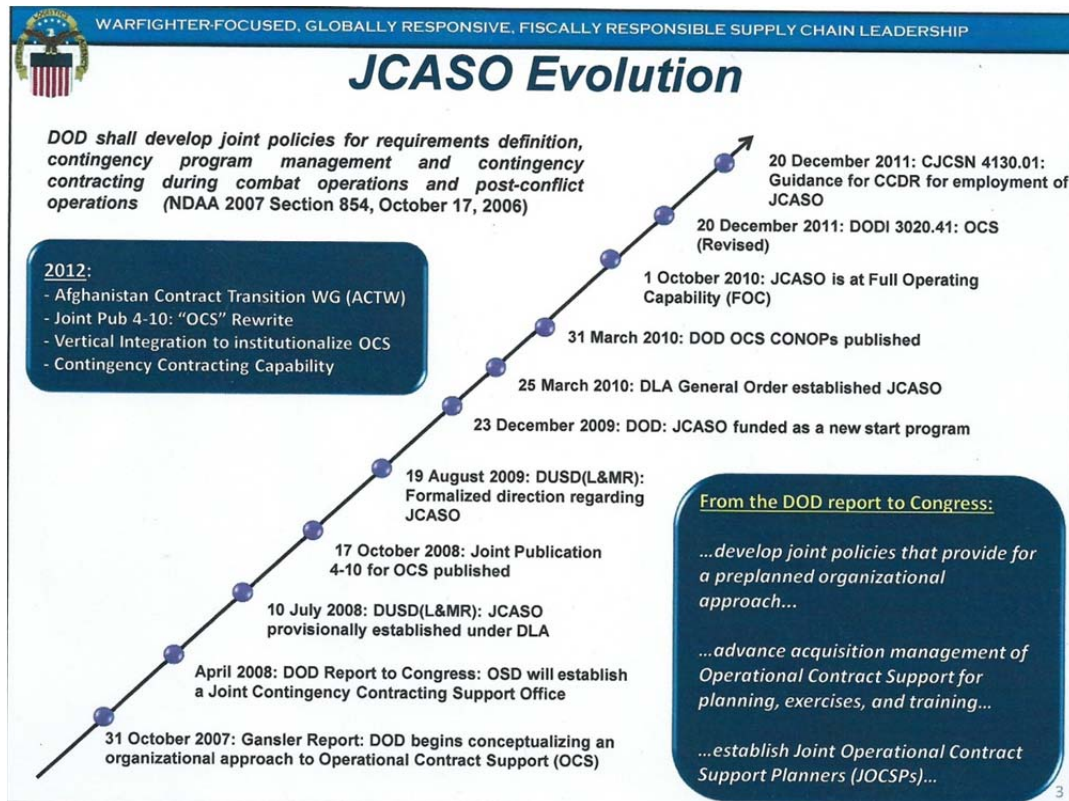 LOGISTICS
WARFIGHTER-FOCUSED, GLOBALLY RESPONSIVE, FISCALLY RESPONSIBLE SUPPLY CHAIN LEADERSHIP
JCASO Evolution
DOD shall develop joint policies for requirements definition,
contingency program management and contingency
contracting during combat operations and post-conflict
operations (NDAA 2007 Section 854, October 17, 2006)
2012:
- Afghanistan Contract Transition WG (ACTW)
- Joint Pub 4-10: “OCS” Rewrite
- Vertical Integration to institutionalize OCS
- Contingency Contracting Capability
20 December 2011: CJCSN 4130.01:
Guidance for CCDR for employment of
JCASO
20 December 2011: DODI 3020.41: OCS
(Revised)
1 October 2010: JCASO is at Full Operating
Capability (FOC)
31 March 2010: DOD OCS CONOPs published
25 March 2010: DLA General Order established JCASO
23 December 2009: DOD: JCASO funded as a new start program
19 August 2009: DUSD(L&MR):
Formalized direction regarding
JCASO
17 October 2008: Joint Publication
4-10 for OCS published
10 July 2008: DUSD(L&MR): JCASO
provisionally established under DLA
April 2008: DOD Report to Congress: OSD will establish
a Joint Contingency Contracting Support Office
31 October 2007: Gansler Report: DOD begins conceptualizing an
organizational approach to Operational Contract Support (OCS)
From the DOD report to Congress:
...develop joint policies that provide for
a preplanned organizational
approach...
...advance acquisition management of
Operational Contract Support for
planning, exercises, and training...
...establish Joint Operational Contract
Support Planners (JOCSPs)...
3